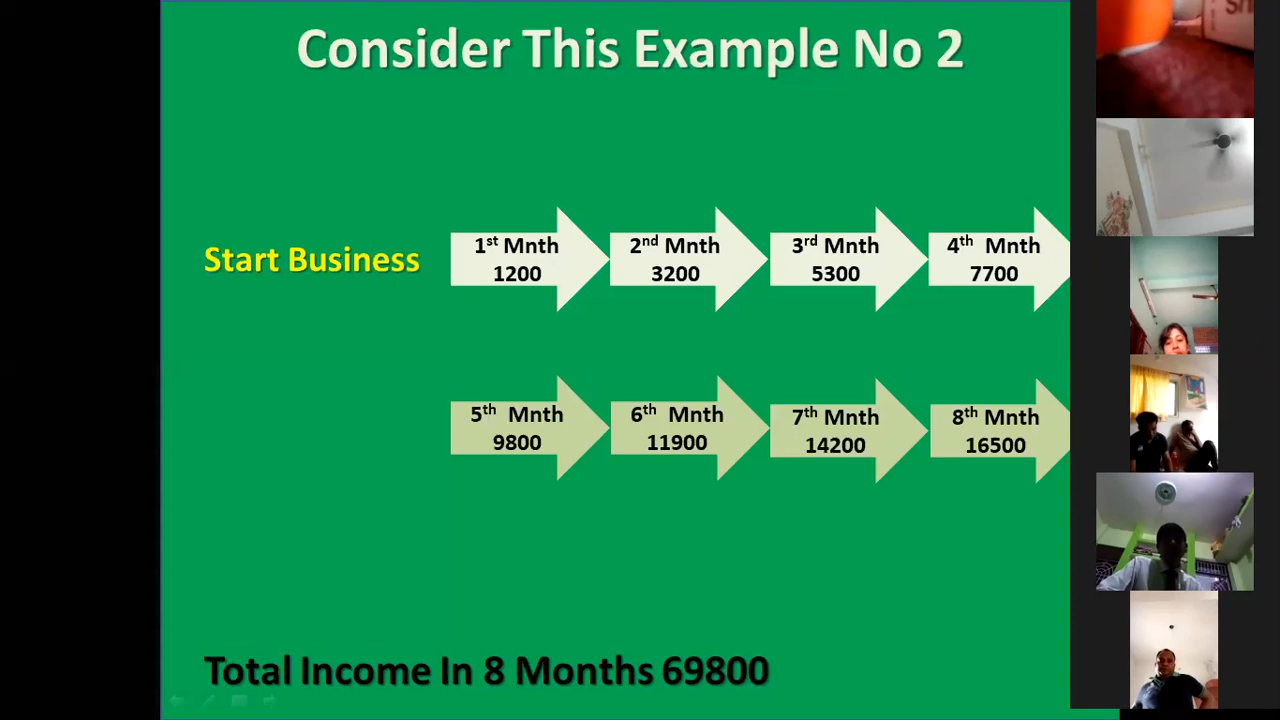 Consider This Example No 2
Start Business
1st Mnth
1200
2nd Mnth
3200
3rd Mnth
5300
4th Mnth
7700
5th Mnth
9800
6th Mnth
11900
7th Mnth
14200
8th Mnth
16500
Total Income In 8 Months 69800